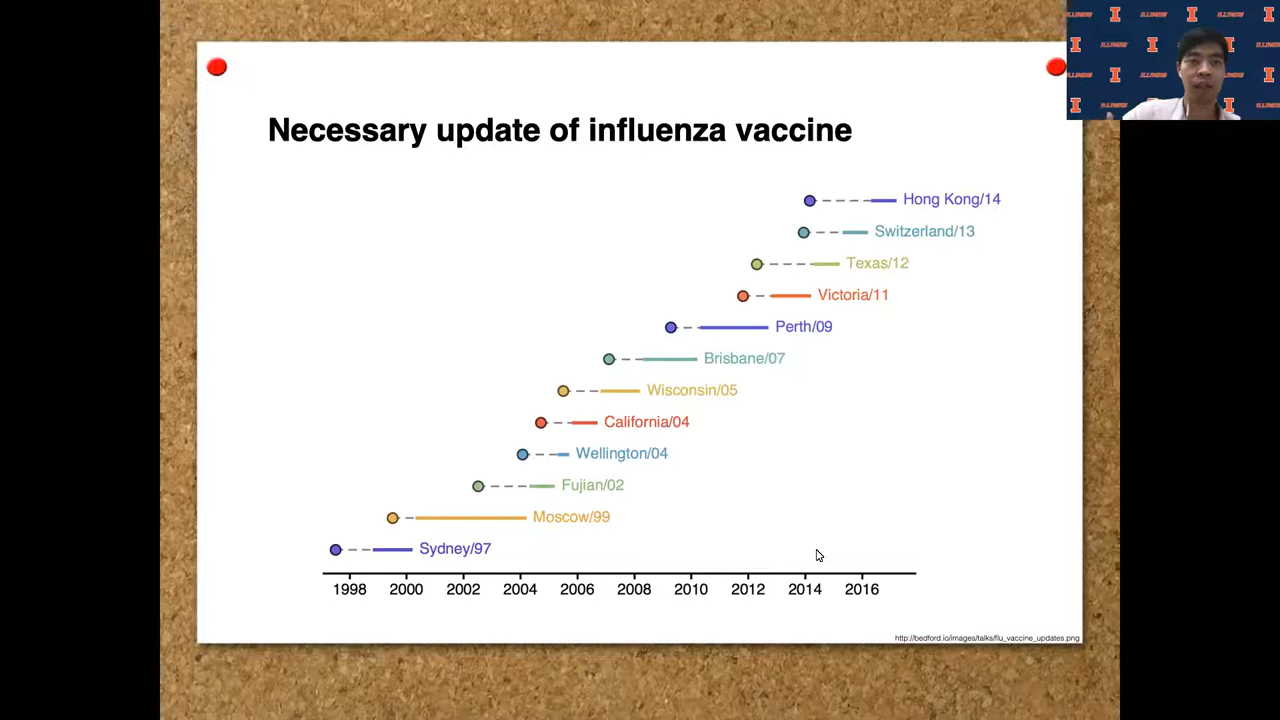 Necessary update of influenza vaccine
Hong Kong/14
Switzerland/13
Texas/12
Victoria/11
Perth/09
Brisbane/07
Wisconsin/05
California/04
Wellington/04
Fujian/02
Moscow/99
Sydney/97
1998 2000 2002 2004 2006 2008 2010 2012 2014 2016
http://bedford.io/images/talks/flu_vaccine_updates.png
ILLINOIS